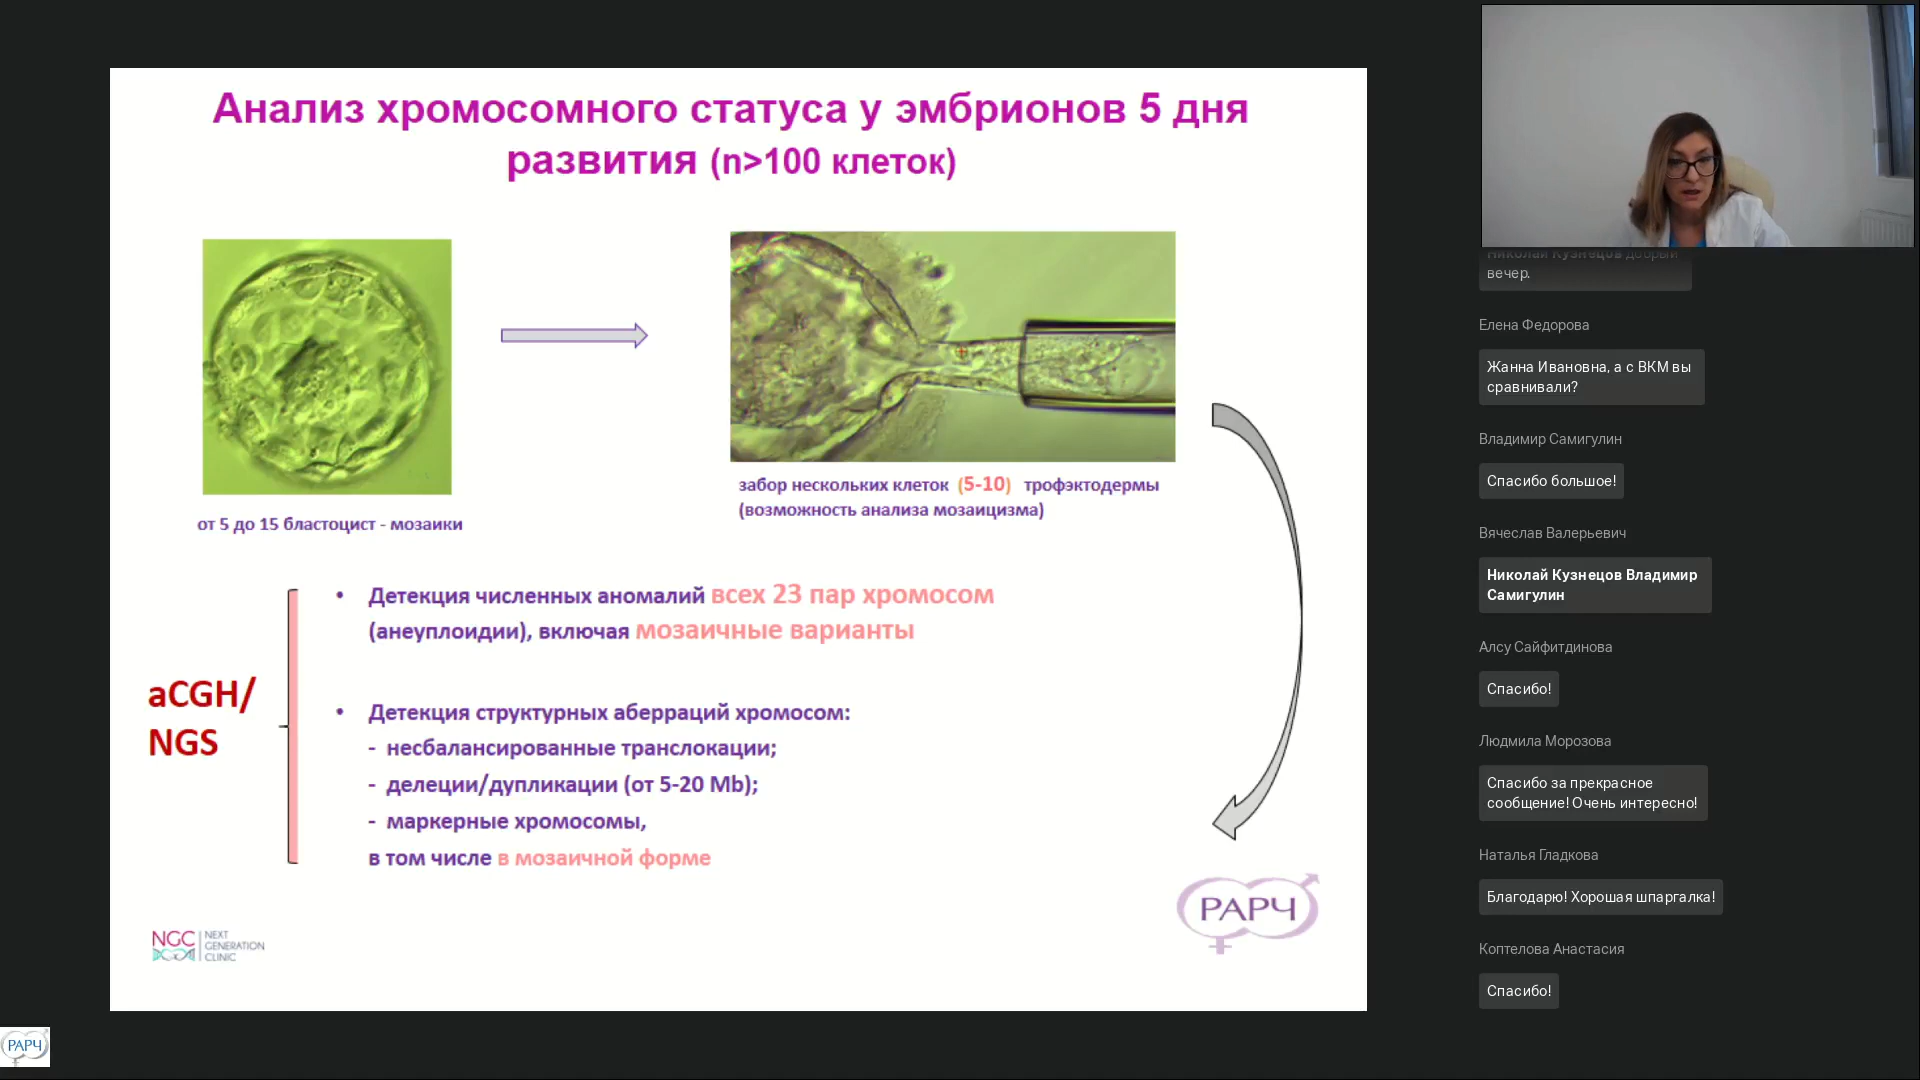 Анализ хромосомного статуса у эмбрионов 5 дня
развития (n>100 клеток)
от 5 до 15 бластоцист - мозаики
забор нескольких клеток (5-10) трофэктодермы
(возможность анализа мозаицизма)
aCGH/
NGS
• Детекция численных аномалий всех 23 пар хромосом
(анеуплоидии), включая мозаичные варианты
• Детекция структурных аберраций хромосом:
- несбалансированные транслокации;
- делеции/дупликации (от 5-20 Mb);
- маркерные хромосомы,
в том числе в мозаичной форме
NGC
NEXT
GENERATION
CLINIC
РАРЧ
РАРЧ
Николай Кузнецов добрый
вечер.
Елена Федорова
Жанна Ивановна, а с ВКМ вы
сравнивали?
Владимир Самигулин
Спасибо большое!
Вячеслав Валерьевич
Николай Кузнецов Владимир
Самигулин
Алсу Сайфитдинова
Спасибо!
Людмила Морозова
Спасибо за прекрасное
сообщение! Очень интересно!
Наталья Гладкова
Благодарю! Хорошая шпаргалка!
Коптелова Анастасия
Спасибо!